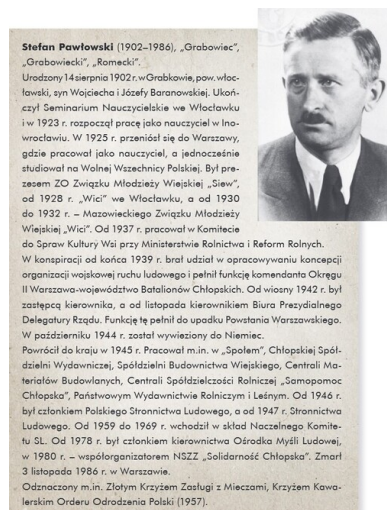 Stefan Pawłowski (1902–1986), „Grabowiec”,
„Grabowiecki”, „Romecki”.
Urodzony 14 sierpnia 1902 r. w Grabkowie, pow. włoc-
ławski, syn Wojciecha i Józefy Baranowskiej. Ukoń-
czył Seminarium Nauczycielskie we Włocławku
i w 1923 r. rozpoczął pracę jako nauczyciel w Ino-
wrocławiu. W 1925 r. przeniósł się do Warszawy,
gdzie pracował jako nauczyciel, a jednocześnie
studiował na Wolnej Wszechnicy Polskiej. Był pre-
zesem ZO Związku Młodzieży Wiejskiej „Siew”,
od 1928 r. „Wici” we Włocławku, a od 1930
do 1932 r. – Mazowieckiego Związku Młodzieży
Wiejskiej „Wici”. Od 1937 r. pracował w Komitecie
do Spraw Kultury Wsi przy Ministerstwie Rolnictwa i Reform Rolnych.
W konspiracji od końca 1939 r. brał udział w opracowywaniu koncepcji
organizacji wojskowej ruchu ludowego i pełnił funkcję komendanta Okręgu
II Warszawa-województwo Batalionów Chłopskich. Od wiosny 1942 r. był
zastępcą kierownika, a od listopada kierownikiem Biura Prezydialnego
Delegatury Rządu. Funkcję tę pełnił do upadku Powstania Warszawskiego.
W październiku 1944 r. został wywieziony do Niemiec.
Powrócił do kraju w 1945 r. Pracował m.in. w „Społem”, Chłopskiej Spół-
dzielni Wydawniczej, Spółdzielni Budownictwa Wiejskiego, Centrali Ma-
teriałów Budowlanych, Centrali Spółdzielczości Rolniczej „Samopomoc
Chłopska”, Państwowym Wydawnictwie Rolniczym i Leśnym. Od 1946 r.
był członkiem Polskiego Stronnictwa Ludowego, a od 1947 r. Stronnictwa
Ludowego. Od 1959 do 1969 r. wchodził w skład Naczelnego Komite-
tu SL. Od 1978 r. był członkiem kierownictwa Ośrodka Myśli Ludowej,
w 1980 r. – współorganizatorem NSZZ „Solidarność Chłopska”. Zmarł
3 listopada 1986 r. w Warszawie.
Odznaczony m.in. Złotym Krzyżem Zasługi z Mieczami, Krzyżem Kawa-
lerskim Orderu Odrodzenia Polski (1957).